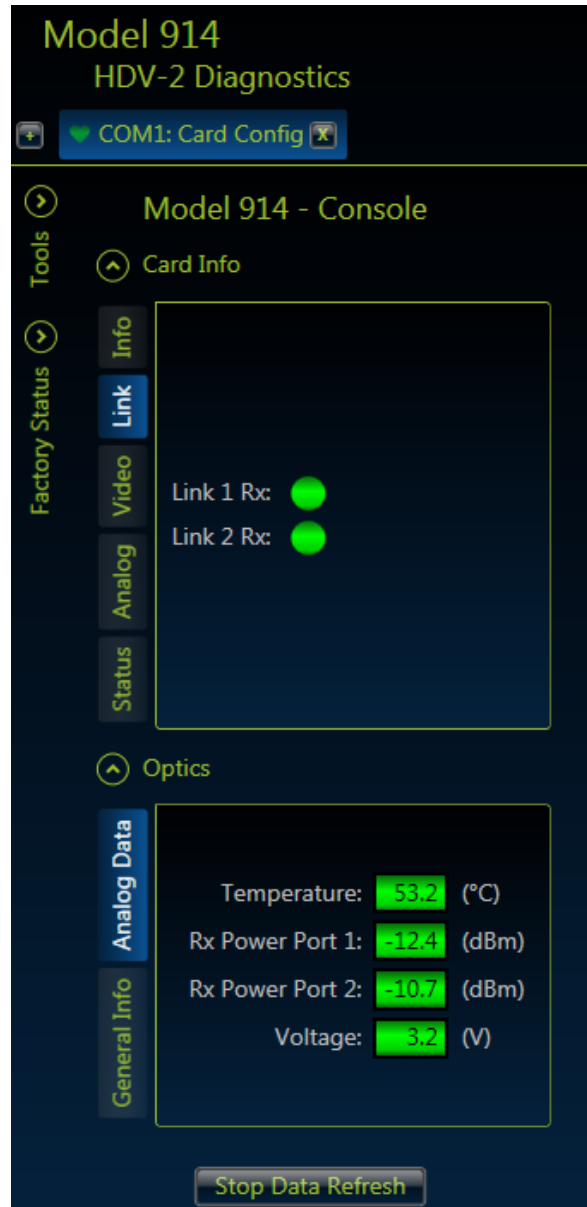 Model 914
HDV-2 Diagnostics
+ COM1: Card Config X
Tools
Factory Status
Model 914 - Console
Card Info
Info
Link
Video
Analog
Status
Link 1 Rx:
Link 2 Rx:
Optics
Analog Data
General Info
Temperature: 53.2 (°C)
Rx Power Port 1: -12.4 (dBm)
Rx Power Port 2: -10.7 (dBm)
Voltage: 3.2 (V)
Stop Data Refresh